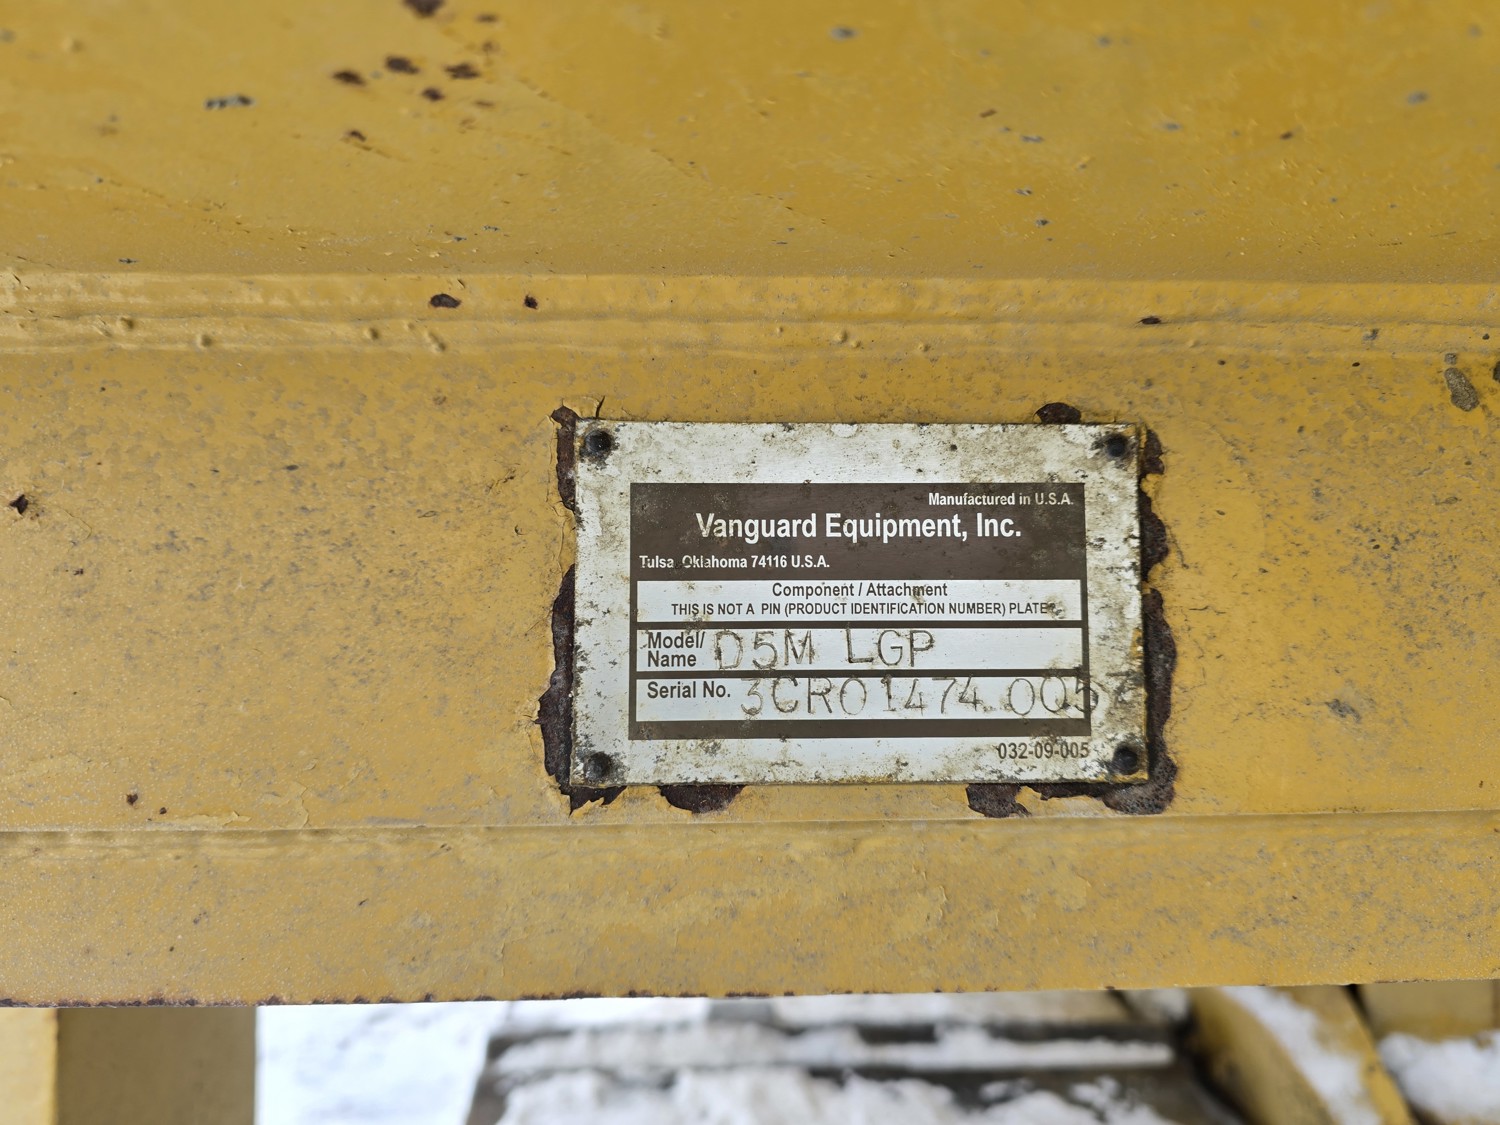 Manufactured in U.S.A.
Vanguard Equipment, Inc.
Tulsa, Oklahoma 74116 U.S.A.
Component / Attachment
THIS IS NOT A PIN (PRODUCT IDENTIFICATION NUMBER) PLATE
Model/
Name D5M LGP
Serial No. 3CR01474 0057
032-09-005